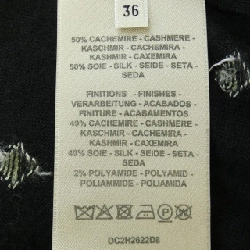 36
50% CACHEMIRE - CASHMERE -
KASCHMIR - CACHEMIRA -
KASHMIR - CAXEMIRA
50% SOIE - SILK - SEIDE - SETA -
SEDA
FINITIONS - FINISHES -
VERARBEITUNG - ACABADOS -
FINITURE - ACABAMENTOS
49% CACHEMIRE - CASHMERE -
KASCHMIR - CACHEMIRA -
KASHMIR - CAXEMIRA
49% SOIE - SILK - SEIDE - SETA -
SEDA
2% POLYAMIDE - POLYAMID -
POLIAMMIDE - POLIAMIDA